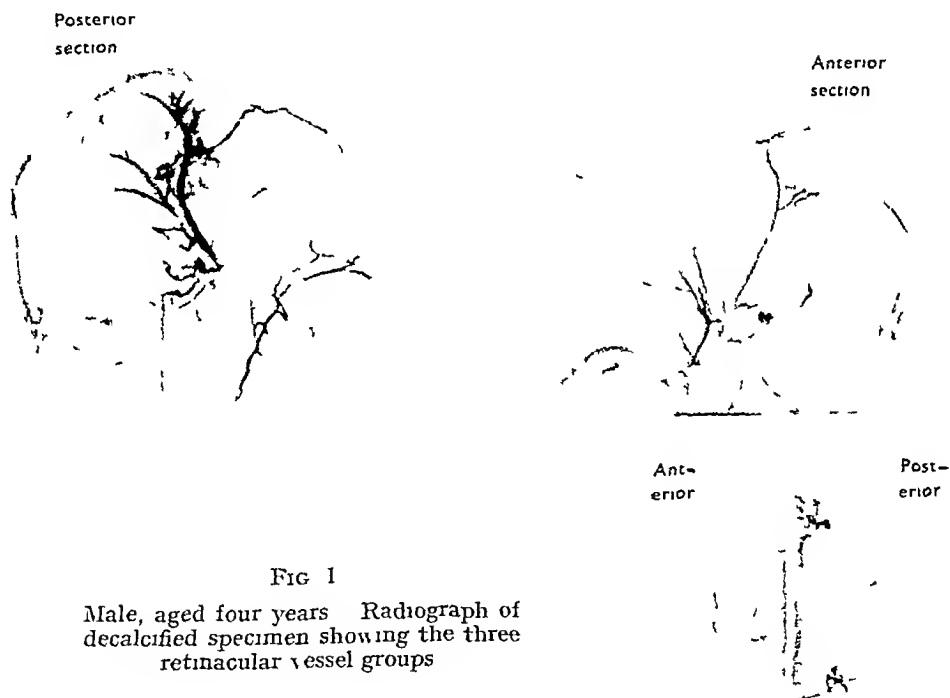 Posterior
section
Anterior
section
Ant-
erior
Post-
erior
FIG 1
Male, aged four years Radiograph of
decalcified specimen showing the three
retinacular vessel groups